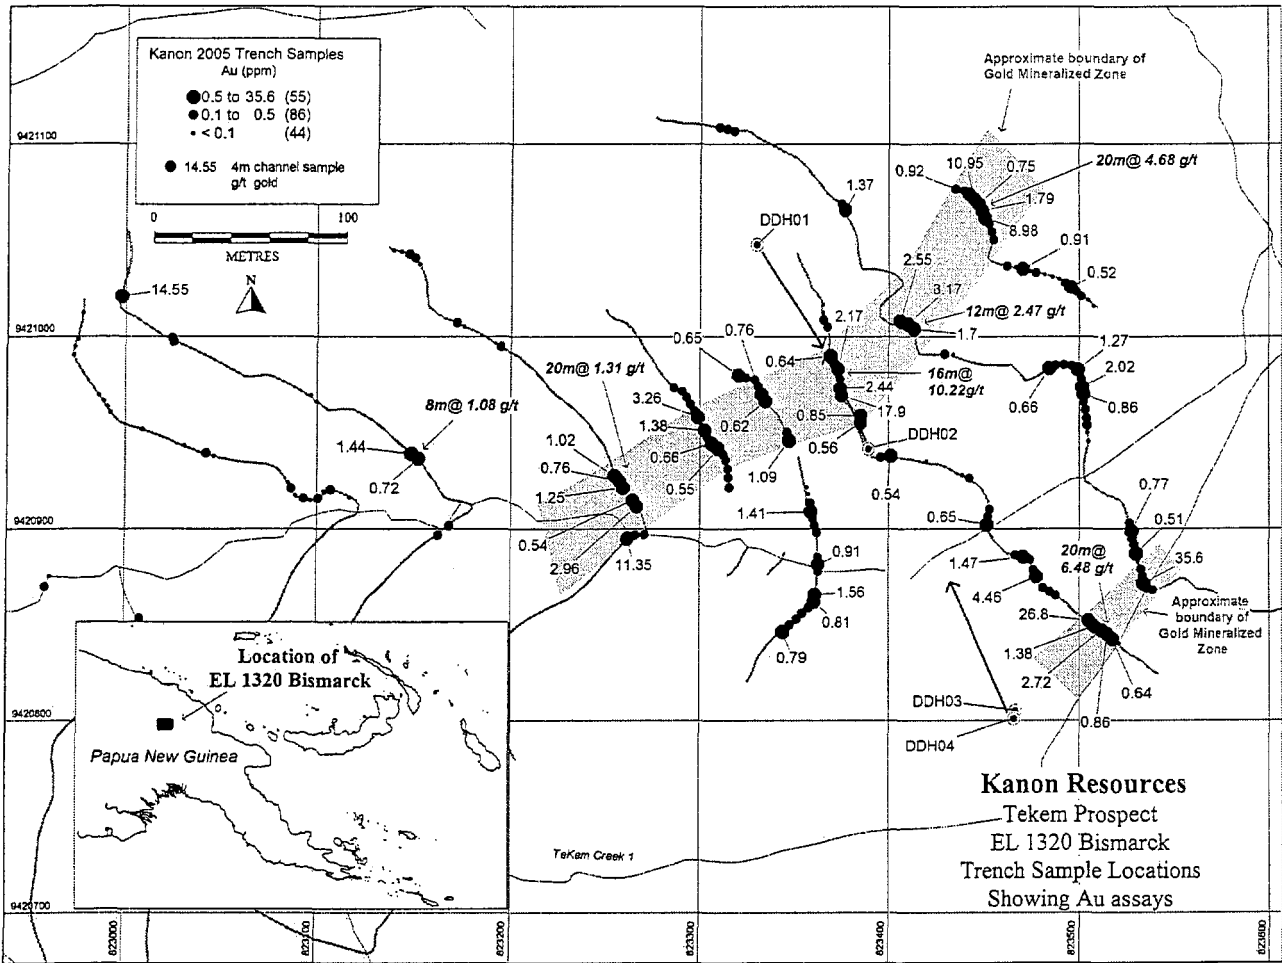 Kanon 2005 Trench Samples
Au (ppm)
0.5 to 35.6 (55)
0.1 to 0.5 (86)
< 0.1 (44)
14.55 4m channel sample
g/t gold
0 100
METRES
N
Approximate boundary of
Gold Mineralized Zone
9421100
10.95
0.75
20m@ 4.68 g/t
0.92
1.79
1.37
8.98
DDH01
0.91
2.55
0.52
14.55
3.17
12m@ 2.47 g/t
9421000
2.17
1.7
0.76
0.65
1.27
0.64
2.02
20m@ 1.31 g/t
16m@
10.22g/t
2.44
0.66
0.86
3.26
8m@ 1.08 g/t
17.9
0.85
1.38
0.62
0.56
DDH02
1.44
1.02
0.66
1.09
0.76
0.72
0.55
0.54
1.25
0.77
1.41
0.65
0.51
9420900
0.54
20m@
6.48 g/t
0.91
1.47
35.6
2.96
11.35
1.56
4.46
Approximate
boundary of
Gold Mineralized
Zone
0.81
26.8
0.79
1.38
2.72
0.64
DDH03
0.86
DDH04
9420800
Location of
EL 1320 Bismarck
Papua New Guinea
Kanon Resources
Tekem Prospect
EL 1320 Bismarck
Trench Sample Locations
Showing Au assays
TeKem Creek 1
9420700
823000
823100
823200
823300
823400
823500
823600